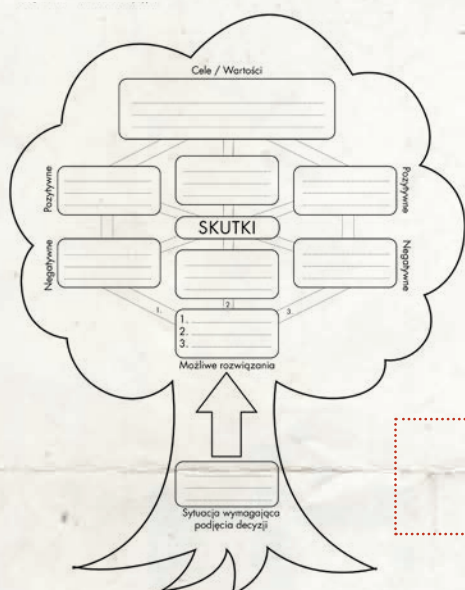 Cele / Wartości
Pozytywne
Pozytywne
SKUTKI
Negatywne
Negatywne
1.
2
3.
1.
2.
3.
Możliwe rozwiązania
Sytuacja wymagająca
podjęcia decyzji